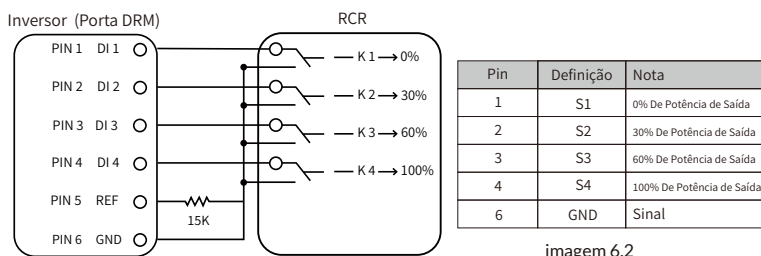 Inversor (Porta DRM)
RCR
PIN 1 DI 1
K 1 → 0%
PIN 2 DI 2
K 2 → 30%
PIN 3 DI 3
K 3 → 60%
PIN 4 DI 4
K 4 → 100%
PIN 5 REF
15K
PIN 6 GND
Pin Definição Nota
1 S1 0% De Potência de Saída
2 S2 30% De Potência de Saída
3 S3 60% De Potência de Saída
4 S4 100% De Potência de Saída
6 GND Sinal
imagem 6.2